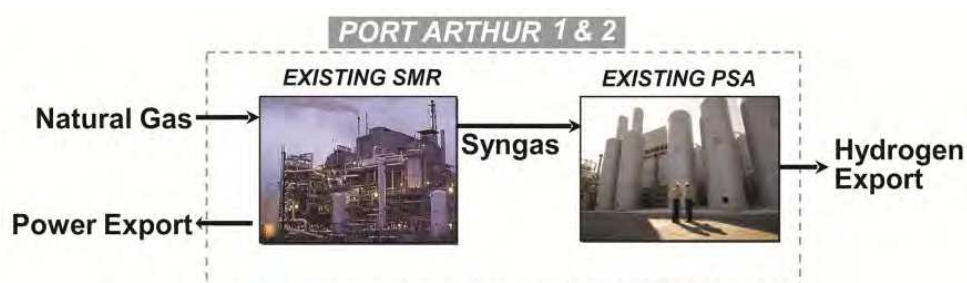 PORT ARTHUR 1 & 2
EXISTING SMR
EXISTING PSA
Natural Gas
Syngas
Hydrogen
Export
Power Export